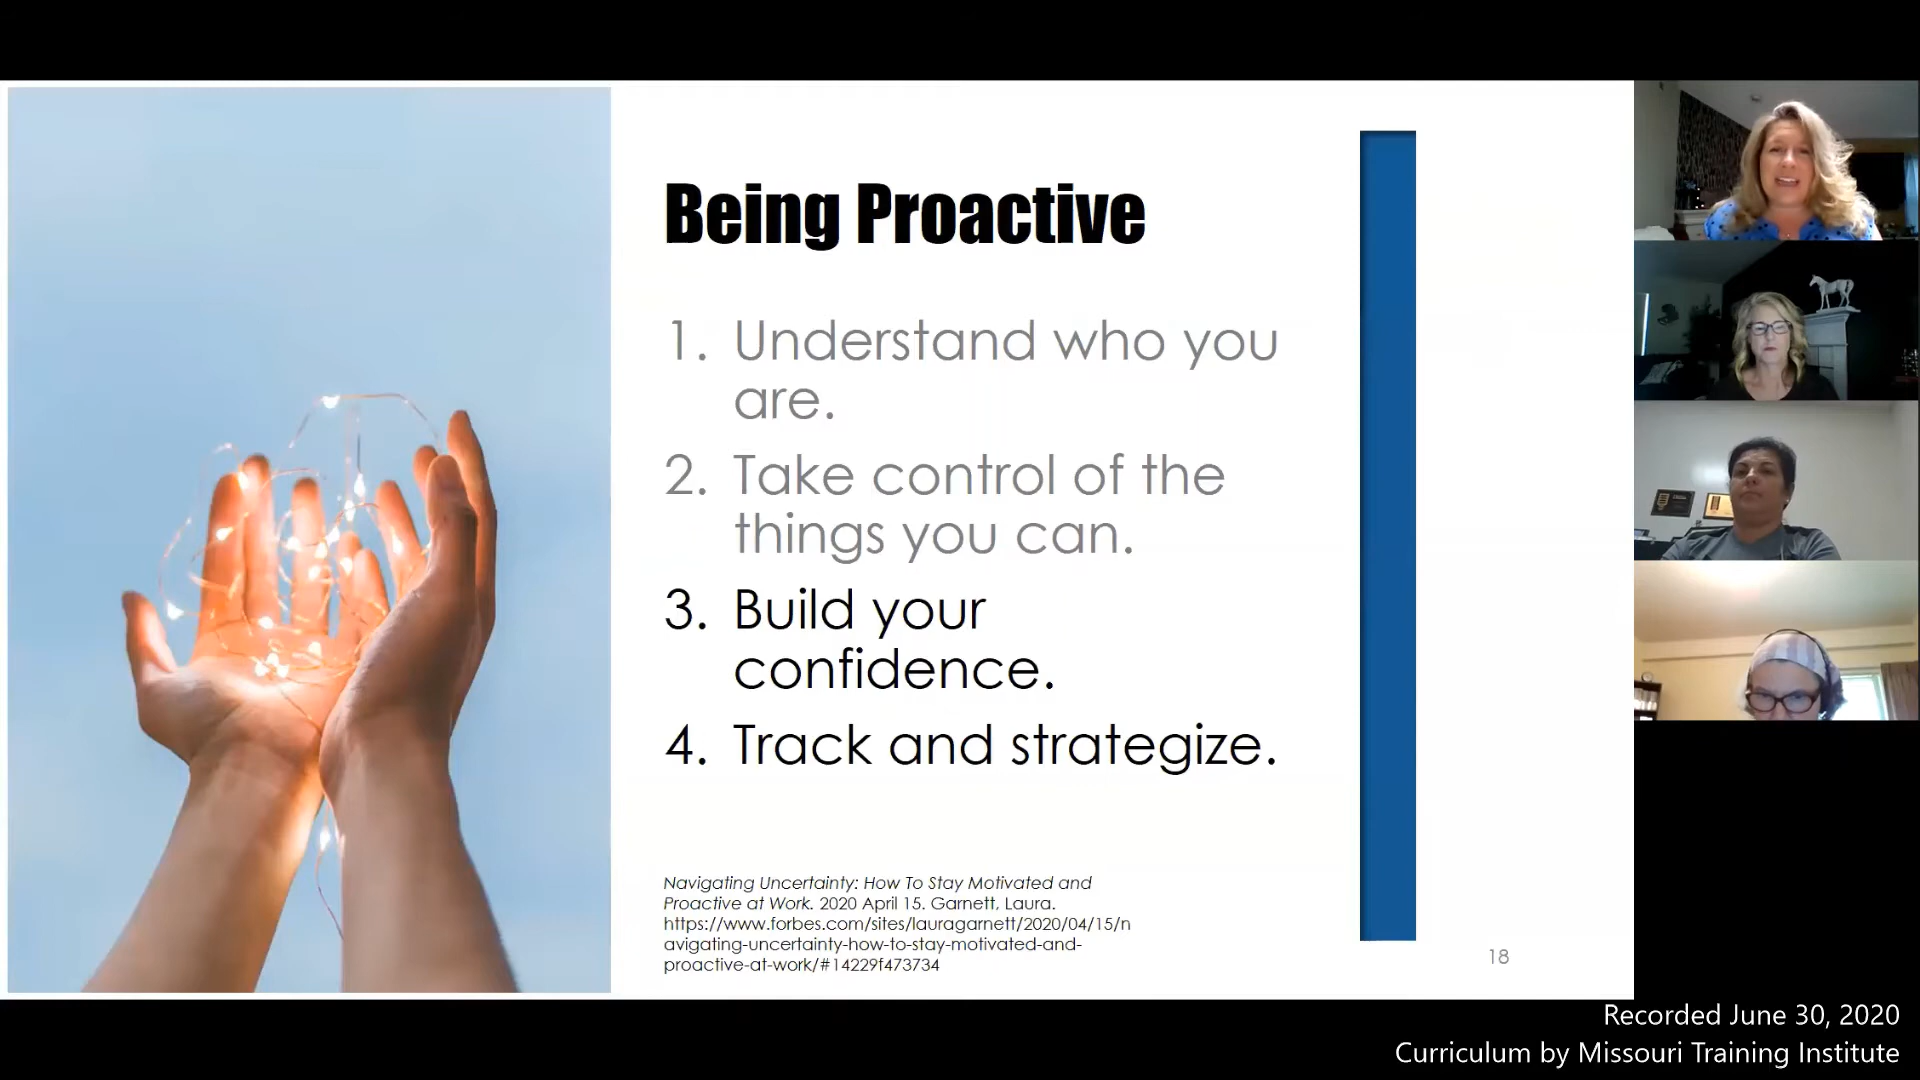 Being Proactive
1. Understand who you
are.
2. Take control of the
things you can.
3. Build your
confidence.
4. Track and strategize.
Navigating Uncertainty: How To Stay Motivated and
Proactive at Work. 2020 April 15. Garnett, Laura.
https://www.forbes.com/sites/lauragarnett/2020/04/15/n
avigating-uncertainty-how-to-stay-motivated-and-
proactive-at-work/#14229f473734
18
Recorded June 30, 2020
Curriculum by Missouri Training Institute